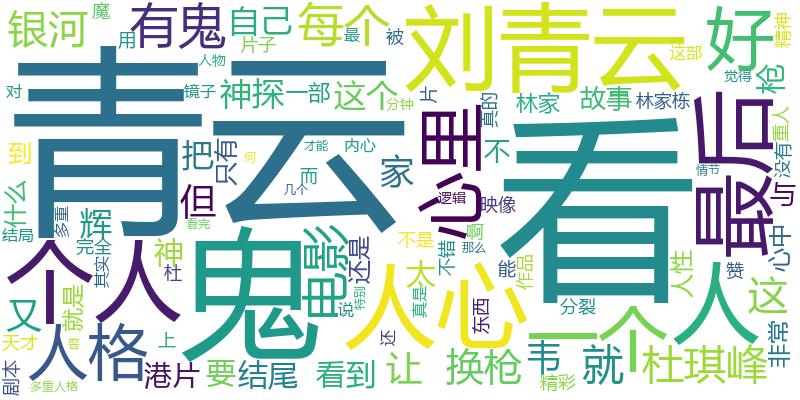 魔
银河
有鬼
用
自己
片子
每个
最
被
刘青云
好
这部
精神
人物
觉得
枪
对
镜子
分钟
片
神探
一部
这个
真的
林家
故事
林家栋
青云
看
心里
最后
到
把
只有
才能
内心
不
逻辑
映像
没有
重人
情节
何
而
家
几个
与
什么
但
多重
辉
结局
完全
其实
神
杜
鬼
电影
还是
看完
不是
太
啊
不错
那么
能
作品
人性
赞
心中
个人
又
就是
上
说
特别
真是
人心
东西
分裂
一个
人
这
非常
天才
人格
略
还
剧本
多重人格
港片
要
结尾
看到
让
换枪
韦
精彩
就
杜琪峰